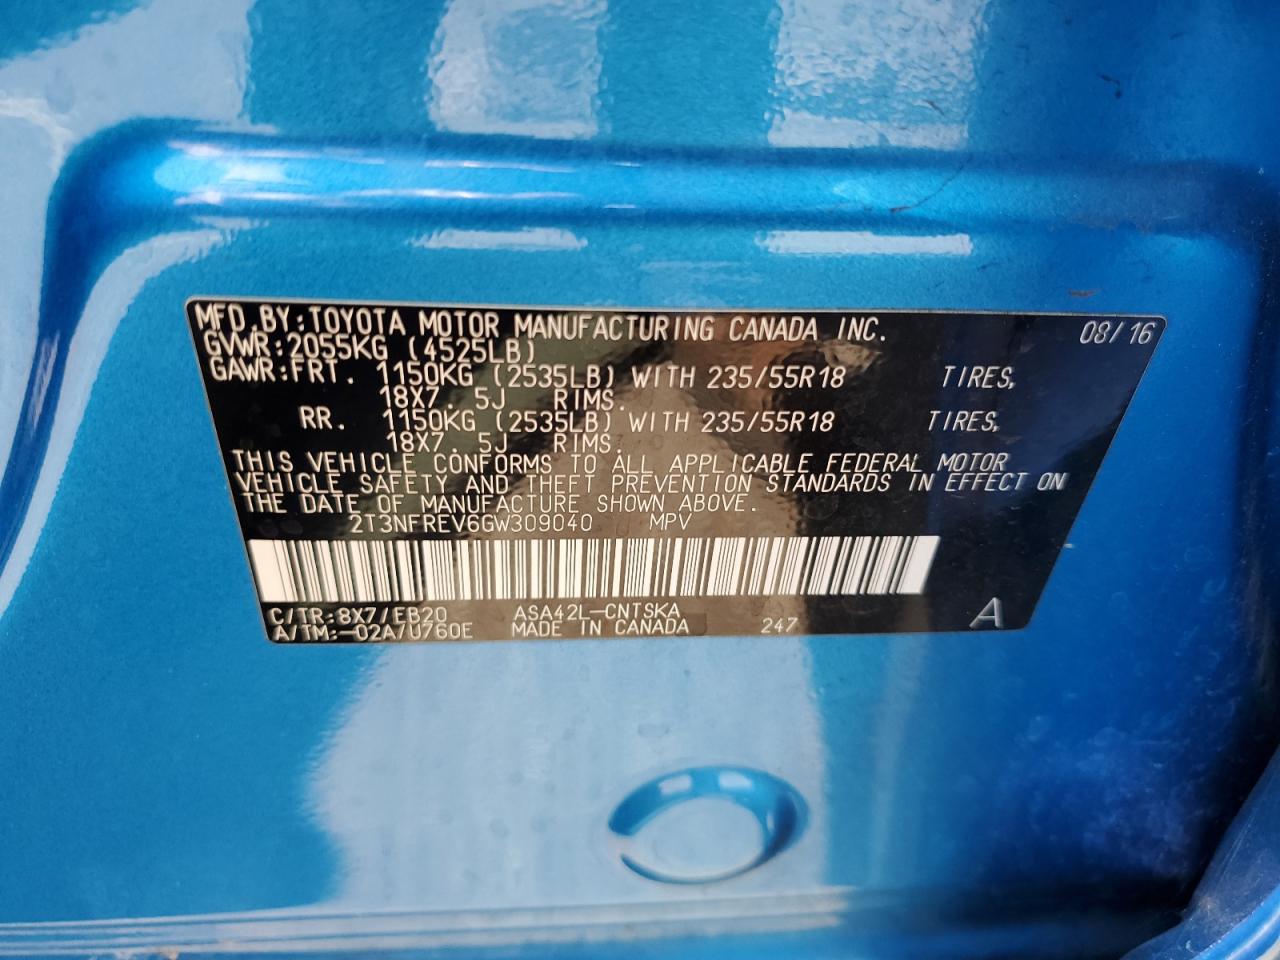 MFD.BY:TOYOTA MOTOR MANUFACTURING CANADA INC. 08/16
GVWR:2055KG (4525LB)
GAWR:FRT. 1150KG (2535LB) WITH 235/55R18 TIRES,
18X7. 5J RIMS.
RR. 1150KG (2535LB) WITH 235/55R18 TIRES,
18X7. 5J RIMS.
THIS VEHICLE CONFORMS TO ALL APPLICABLE FEDERAL MOTOR
VEHICLE SAFETY AND THEFT PREVENTION STANDARDS IN EFFECT ON
THE DATE OF MANUFACTURE SHOWN ABOVE.
2T3NFREV6GW309040 MPV
C/TR:8X7/EB20 ASA42L-CNTSKA A
A/TM:-02A/U760E MADE IN CANADA 247